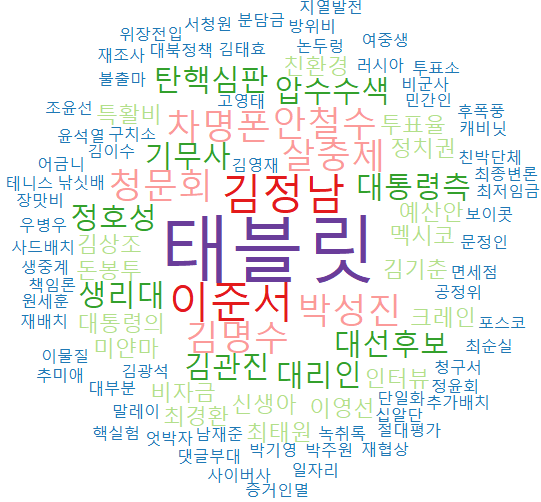 지열발전
서청원 분담금 방위비
위장전입 논두렁 여중생
재조사 대북정책 김태효 친환경 러시아 투표소
불출마 탄핵심판 압수수색 비군사
고영태 민간인
조윤선 특활비 차명폰 안철수 투표율 후폭풍
윤석열 구치소 캐비닛
김이수 기무사 살충제 정치권
어금니 김영재 친박단체
테니스 낚싯배 청문회 김정남 대통령측 최종변론
장맛비 최저임금
우병우 정호성 태블릿 예산안 보이콧
사드배치 김상조 멕시코 문정인
생중계 돈봉투 김기춘 면세점
책임론 생리대 이준서 박성진 공정위
원세훈
재배치 대통령의 김명수 크레인 포스코
이물질 미얀마 대선후보 최순실
추미애 김광석 김관진 대리인 인터뷰 청구서
대부분 비자금 정윤회
말레이 최경환 신생아 이영선 단일화 추가배치
십알단
핵실험 엇박자 남재준 최태원 녹취록 절대평가
댓글부대 박기영 박주원 재협상
사이버사 일자리
증거인멸